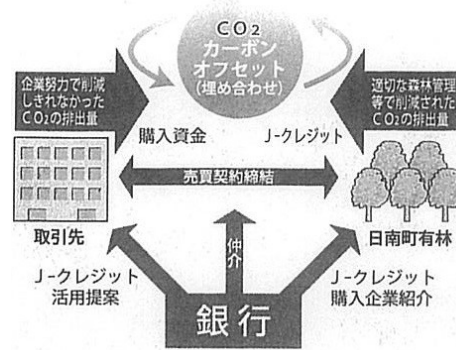 CO2
カーボン
オフセット
(埋め合わせ)
企業努力で削減
しきれなかった
CO2の排出量
適切な森林管理
等で削減された
CO2の排出量
購入資金
J-クレジット
売買契約締結
取引先
日南町有林
仲介
J-クレジット
活用提案
J-クレジット
購入企業紹介
銀行